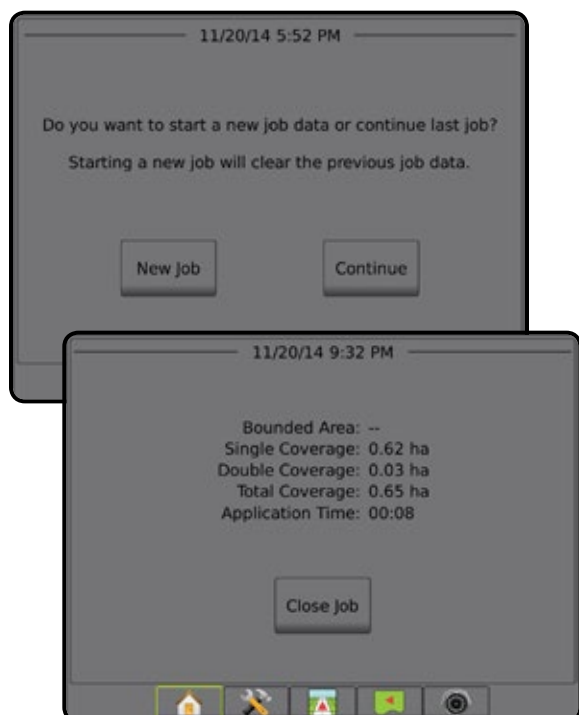 11/20/14 5:52 PM
Do you want to start a new job data or continue last job?
Starting a new job will clear the previous job data.
New Job
Continue
11/20/14 9:32 PM
Bounded Area: --
Single Coverage: 0.62 ha
Double Coverage: 0.03 ha
Total Coverage: 0.65 ha
Application Time: 00:08
Close Job